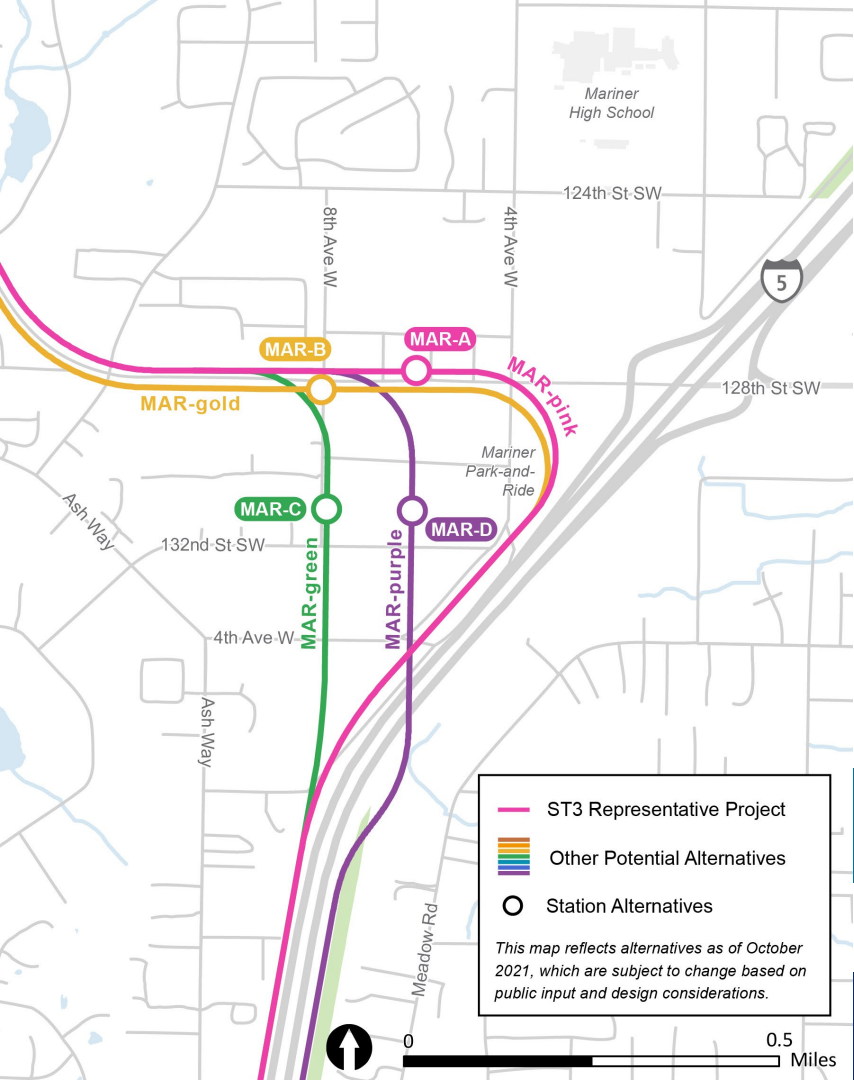 Mariner
High School
124th St SW
8th Ave W
4th Ave W
5
MAR-B
MAR-A
MAR-pink
128th St SW
MAR-gold
Mariner
Park-and-
Ride
Ash Way
MAR-C
MAR-D
132nd St SW
MAR-green
MAR-purple
4th Ave W
Ash Way
ST3 Representative Project
Other Potential Alternatives
Station Alternatives
This map reflects alternatives as of October
2021, which are subject to change based on
public input and design considerations.
Meadow Rd
0
0.5
Miles